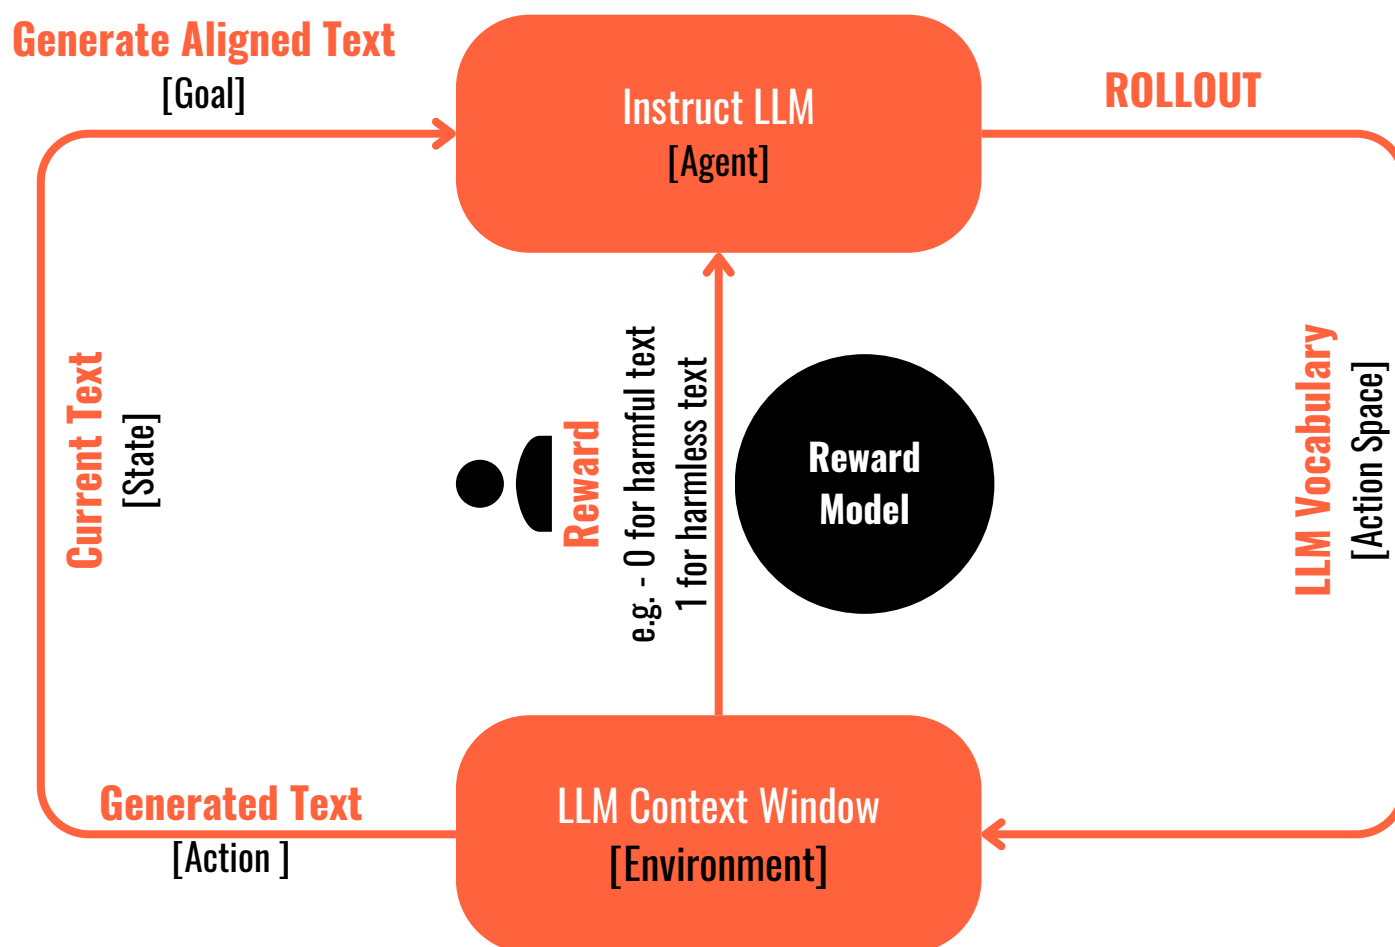 Generate Aligned Text
[Goal]
Instruct LLM
[Agent]
ROLLOUT
Current Text
[State]
Reward
e.g. - 0 for harmful text
1 for harmless text
Reward
Model
LLM Vocabulary
[Action Space]
Generated Text
[Action ]
LLM Context Window
[Environment]